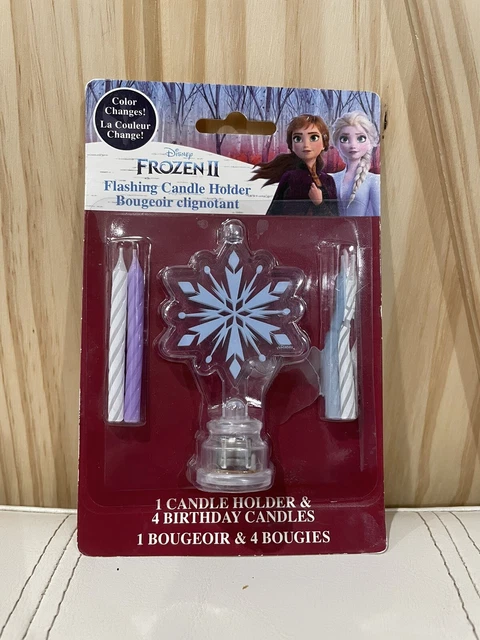 Color
Changes!
La Couleur
Change!
Disney
FROZEN II
Flashing Candle Holder
Bougeoir clignotant
1 CANDLE HOLDER &
4 BIRTHDAY CANDLES
1 BOUGEOIR & 4 BOUGIES